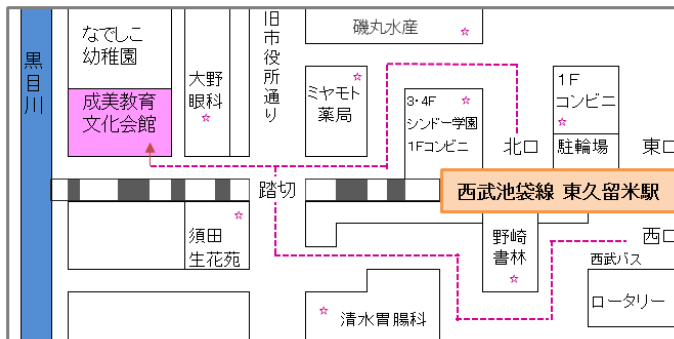 黒目川
なでしこ
幼稚園
成美教育
文化会館
大野
眼科
☆
旧市役所通り
磯丸水産
☆
ミヤモト
薬局
☆
3・4F
☆
シンドー学園
1Fコンビニ
北口
1F
コンビニ
☆
駐輪場
東口
踏切
西武池袋線 東久留米駅
須田
生花苑
☆
野崎
書林
☆
西口
西武バス
ロータリー
☆
清水胃腸科